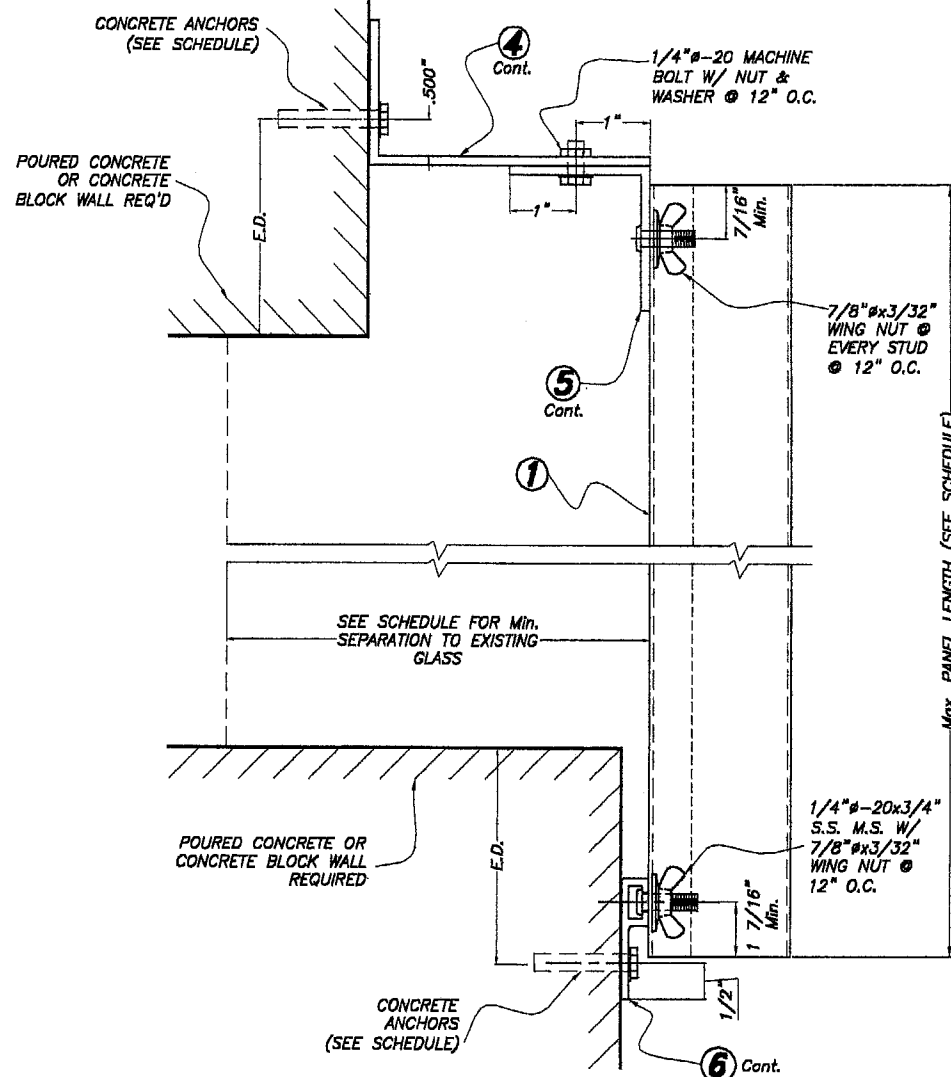 CONCRETE ANCHORS
(SEE SCHEDULE)
4
Cont.
1/4"ø-20 MACHINE
BOLT W/ NUT &
WASHER @ 12" O.C.
.500"
1"
POURED CONCRETE
OR CONCRETE
BLOCK WALL REQ'D
E.D.
1"
7/16"
Min.
7/8"øx3/32"
WING NUT @
EVERY STUD
@ 12" O.C.
5
Cont.
1
Max. PANEL LENGTH (SEE SCHEDULE)
SEE SCHEDULE FOR Min.
SEPARATION TO EXISTING
GLASS
POURED CONCRETE OR
CONCRETE BLOCK WALL
REQUIRED
E.D.
1/4"ø-20x3/4"
S.S. M.S. W/
7/8"øx3/32"
WING NUT @
12" O.C.
1 7/16"
Min.
CONCRETE
ANCHORS
(SEE SCHEDULE)
1/2"
6 Cont.